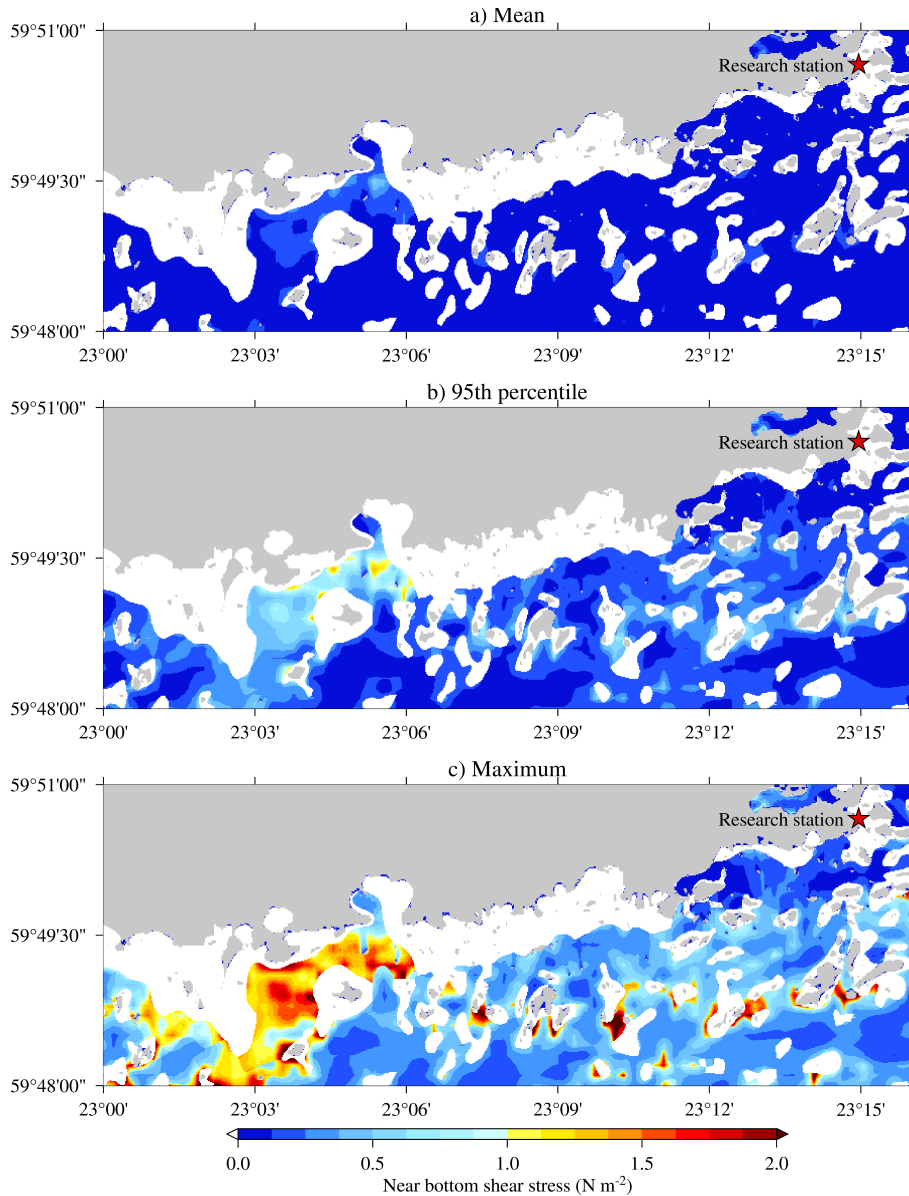 a) Mean
59°51'00"
Research station
59°49'30"
59°48'00"
23°00' 23°03' 23°06' 23°09' 23°12' 23°15'
b) 95th percentile
59°51'00"
Research station
59°49'30"
59°48'00"
23°00' 23°03' 23°06' 23°09' 23°12' 23°15'
c) Maximum
59°51'00"
Research station
59°49'30"
59°48'00"
23°00' 23°03' 23°06' 23°09' 23°12' 23°15'
0.0 0.5 1.0 1.5 2.0
Near bottom shear stress (N m⁻²)